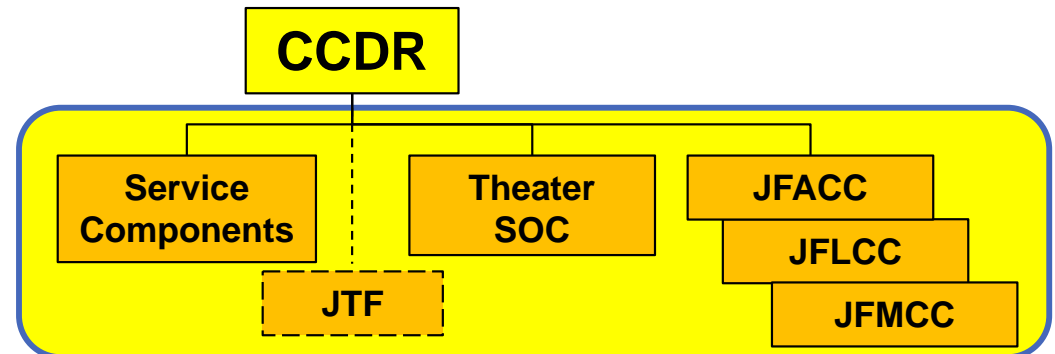 CCDR
Service
Components
Theater
SOC
JFACC
JFLCC
JFMCC
JTF